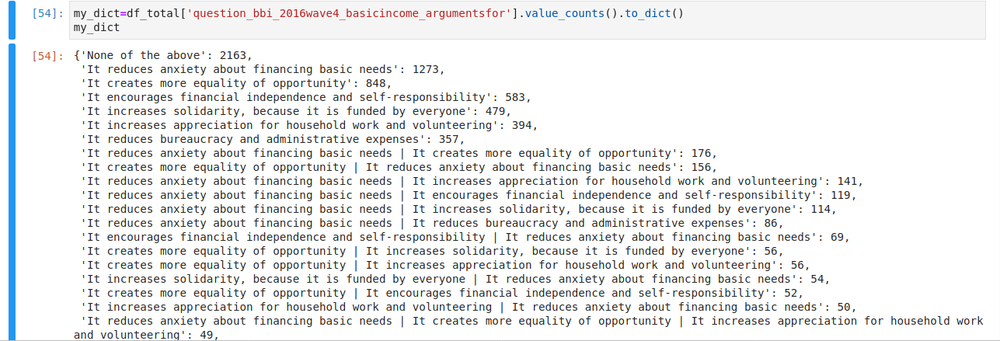 [54]: my_dict=df_total['question_bbi_2016wave4_basicincome_argumentsfor'].value_counts().to_dict()
my_dict
[54]: {'None of the above': 2163,
'It reduces anxiety about financing basic needs': 1273,
'It creates more equality of opportunity': 848,
'It encourages financial independence and self-responsibility': 583,
'It increases solidarity, because it is funded by everyone': 479,
'It increases appreciation for household work and volunteering': 394,
'It reduces bureaucracy and administrative expenses': 357,
'It reduces anxiety about financing basic needs | It creates more equality of opportunity': 176,
'It creates more equality of opportunity | It reduces anxiety about financing basic needs': 156,
'It reduces anxiety about financing basic needs | It increases appreciation for household work and volunteering': 141,
'It reduces anxiety about financing basic needs | It encourages financial independence and self-responsibility': 119,
'It reduces anxiety about financing basic needs | It increases solidarity, because it is funded by everyone': 114,
'It reduces anxiety about financing basic needs | It reduces bureaucracy and administrative expenses': 86,
'It encourages financial independence and self-responsibility | It reduces anxiety about financing basic needs': 69,
'It creates more equality of opportunity | It increases solidarity, because it is funded by everyone': 56,
'It creates more equality of opportunity | It increases appreciation for household work and volunteering': 56,
'It increases solidarity, because it is funded by everyone | It reduces anxiety about financing basic needs': 54,
'It creates more equality of opportunity | It encourages financial independence and self-responsibility': 52,
'It increases appreciation for household work and volunteering | It reduces anxiety about financing basic needs': 50,
'It reduces anxiety about financing basic needs | It creates more equality of opportunity | It increases appreciation for household work
and volunteering': 49,